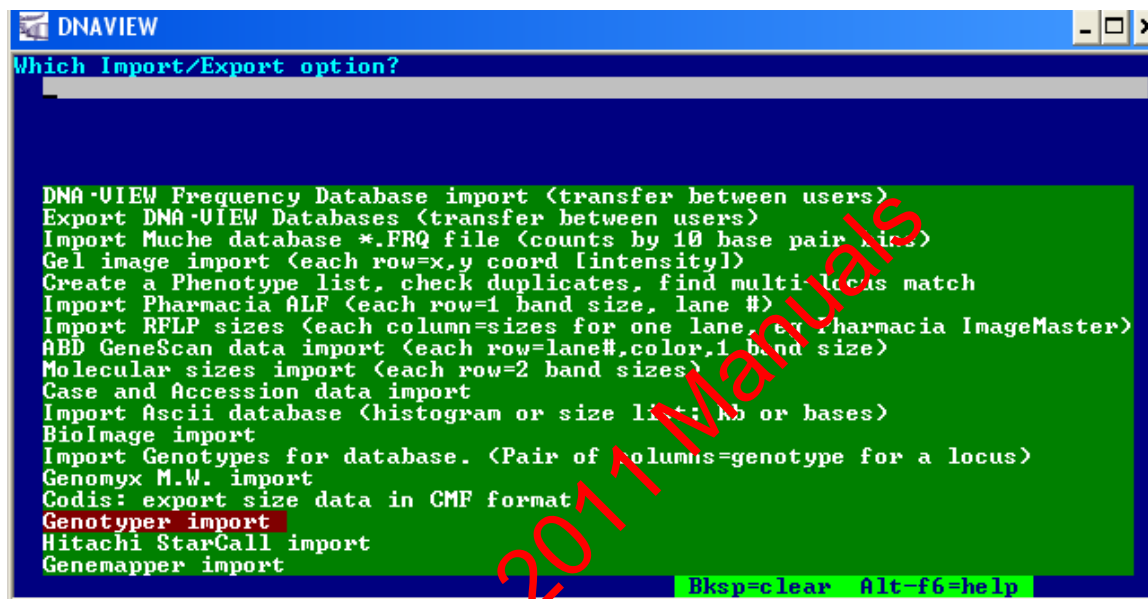 DNAVIEW
Which Import/Export option?
DNA·VIEW Frequency Database import (transfer between users)
Export DNA·VIEW Databases (transfer between users)
Import Muche database *.FRQ file (counts by 10 base pair bins)
Gel image import (each row=x,y coord [intensity])
Create a Phenotype list, check duplicates, find multi-locus match
Import Pharmacia ALF (each row=1 band size, lane #)
Import RFLP sizes (each column=sizes for one lane, eg Pharmacia ImageMaster)
ABD GeneScan data import (each row=lane#,color,1 band size)
Molecular sizes import (each row=2 band sizes)
Case and Accession data import
Import Ascii database (histogram or size list; kb or bases)
BioImage import
Import Genotypes for database. (Pair of columns=genotype for a locus)
Genomyx M.W. import
Codis: export size data in CMF format
Genotyper import
Hitachi StarCall import
Genemapper import
Bksp=clear Alt-f6=help
2011 Manuals